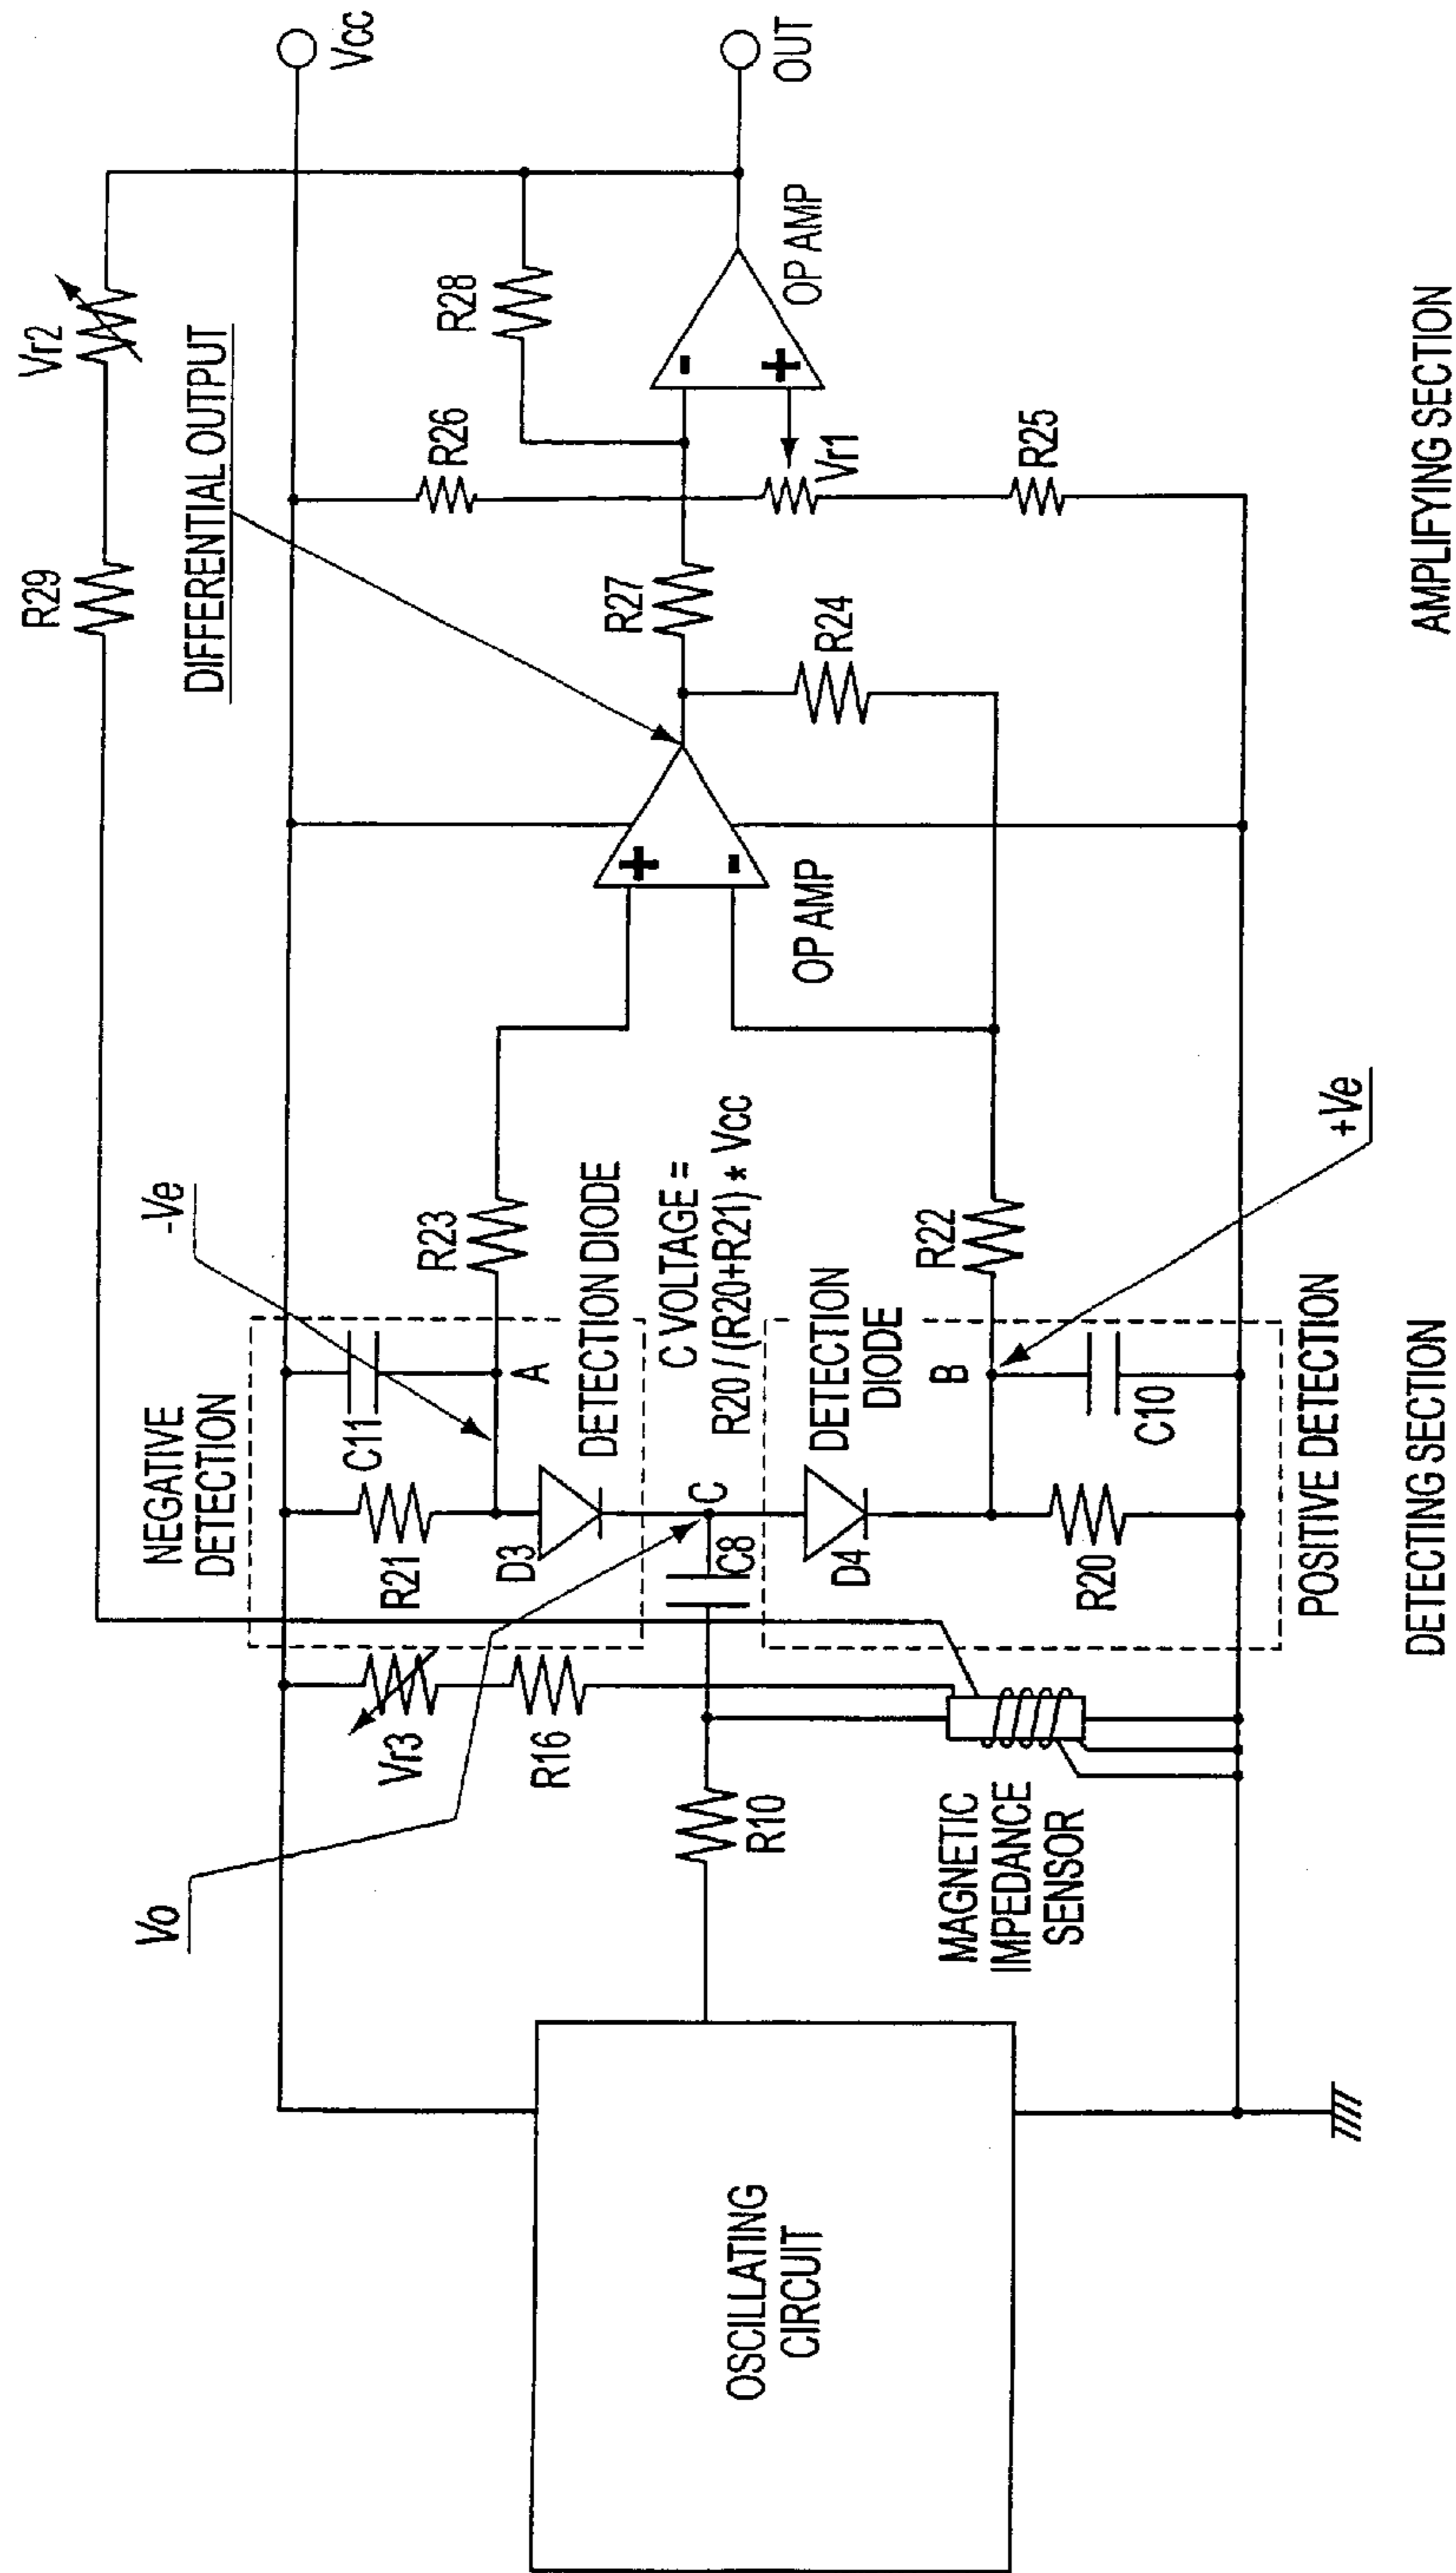 Vr2
R29
Vcc
DIFFERENTIAL OUTPUT
R28
OUT
OP AMP
-
+
R26
Vr1
R25
R27
R24
+
-
OP AMP
-Ve
R23
NEGATIVE
DETECTION
C11
A
R21
D3
DETECTION DIODE
C VOLTAGE =
R20 / (R20+R21) * Vcc
C
C8
Vo
DETECTION
DIODE
D4
B
R22
+Ve
C10
R20
POSITIVE DETECTION
Vr3
R16
R10
MAGNETIC
IMPEDANCE
SENSOR
OSCILLATING
CIRCUIT
DETECTING SECTION
AMPLIFYING SECTION